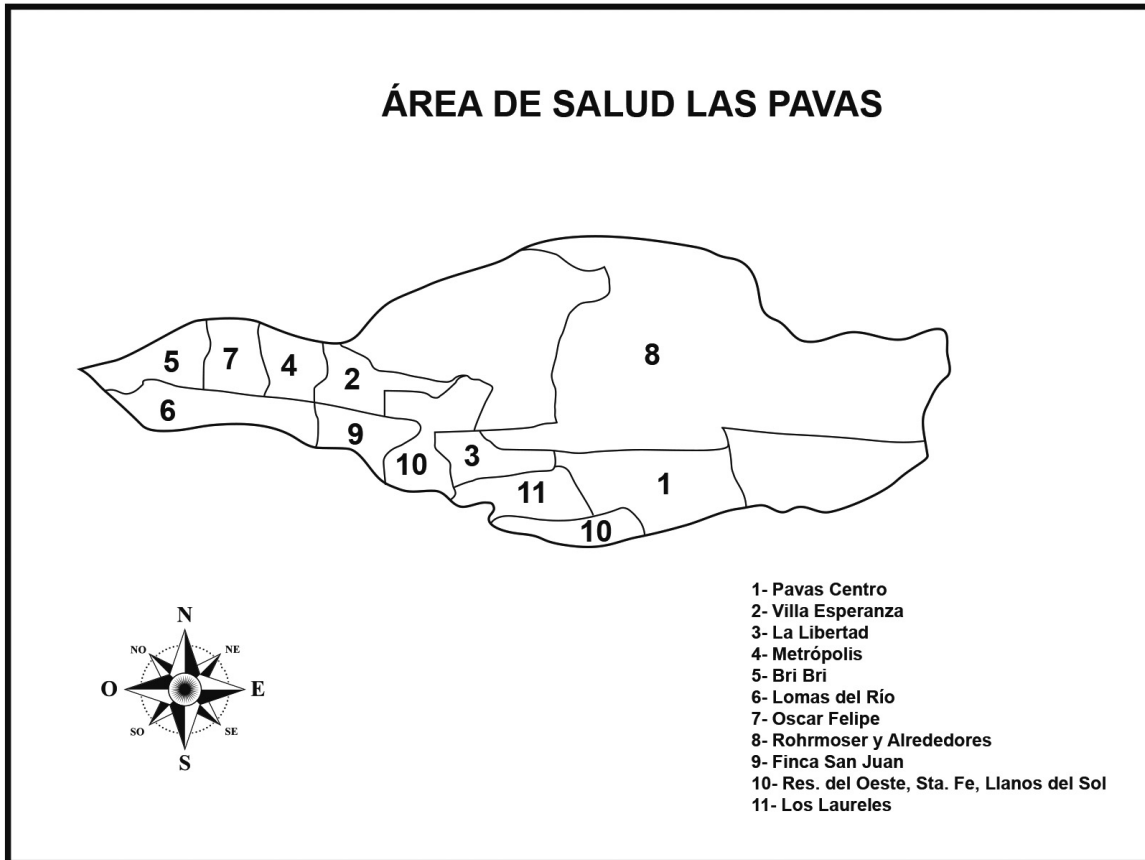 ÁREA DE SALUD LAS PAVAS
8
5
7
4
2
6
9
3
10
1
11
10
1- Pavas Centro
2- Villa Esperanza
3- La Libertad
4- Metrópolis
5- Bri Bri
6- Lomas del Río
7- Oscar Felipe
8- Rohrmoser y Alrededores
9- Finca San Juan
10- Res. del Oeste, Sta. Fe, Llanos del Sol
11- Los Laureles
N
NO
NE
O
E
SO
SE
S